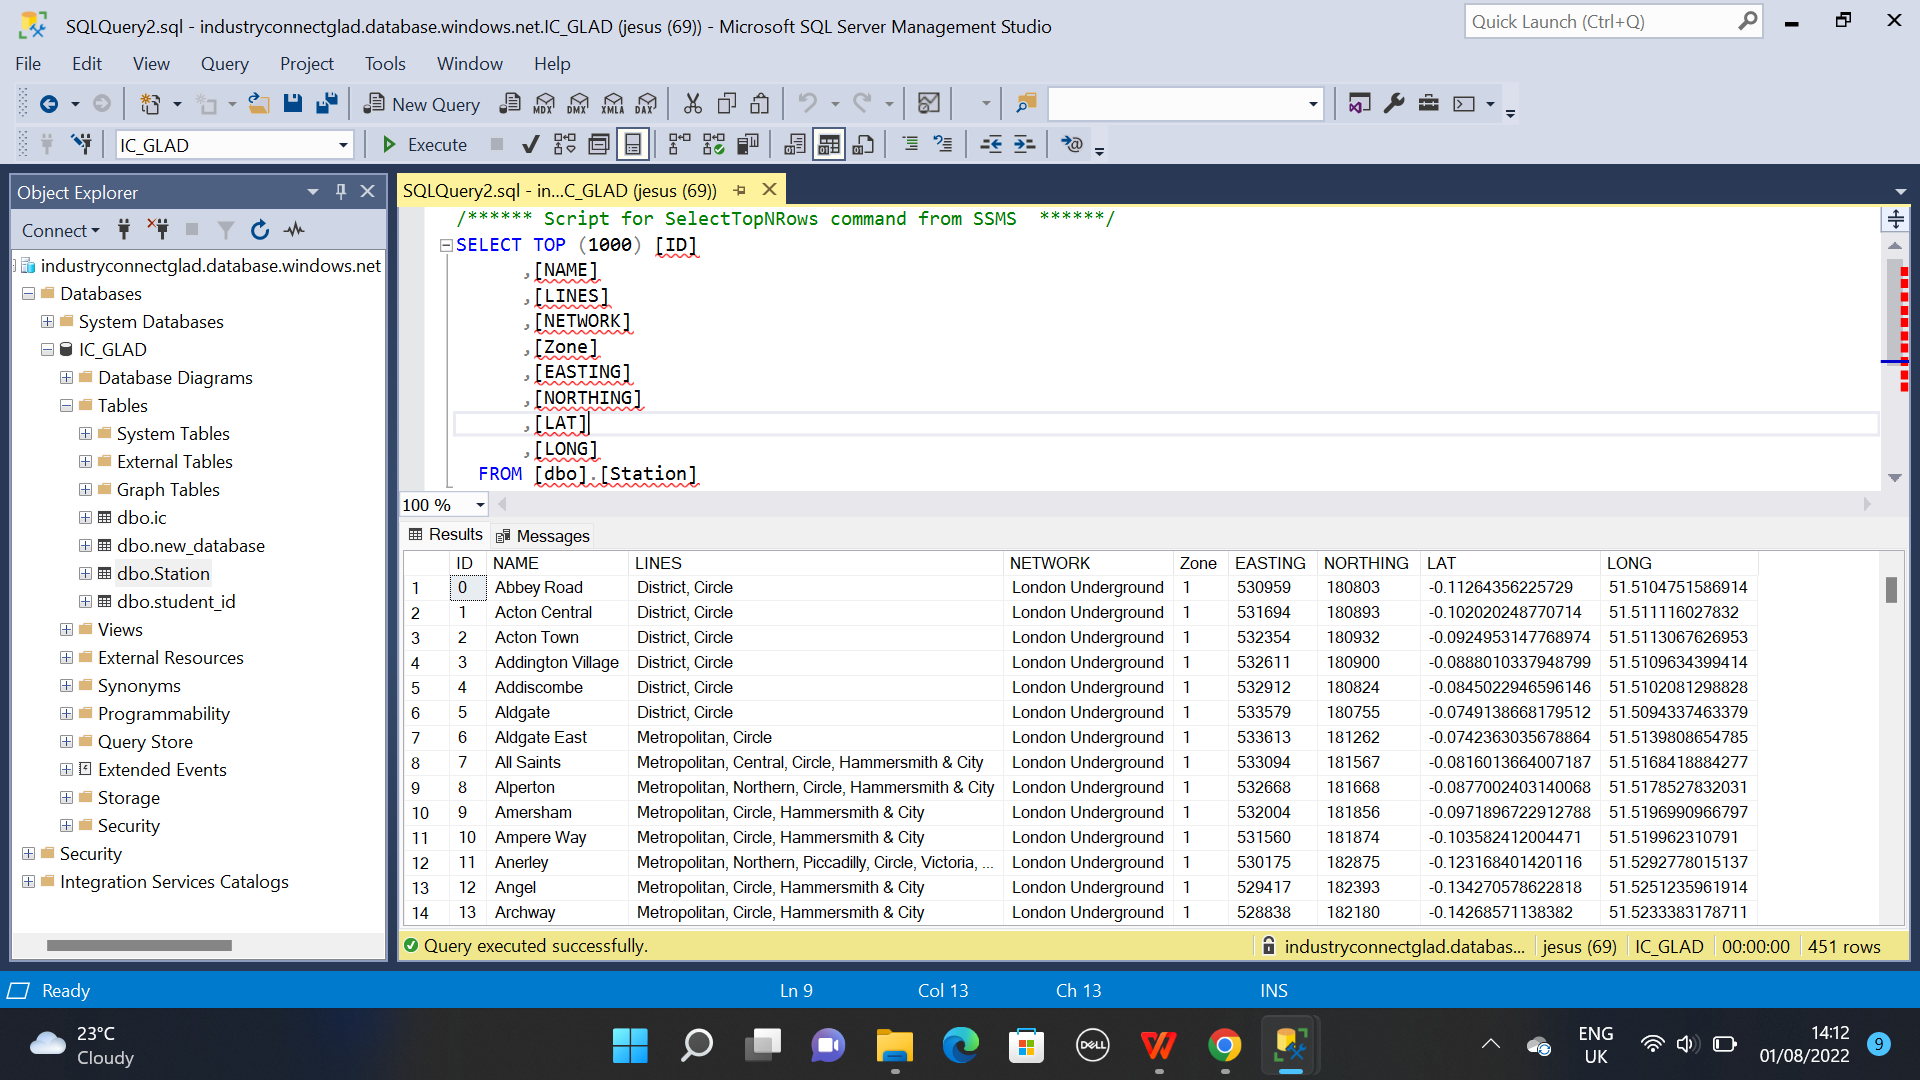 SQLQuery2.sql - industryconnectglad.database.windows.net.IC_GLAD (jesus (69)) - Microsoft SQL Server Management Studio
Quick Launch (Ctrl+Q)
File Edit View Query Project Tools Window Help
New Query MDX DMX XMLA DAX
IC_GLAD Execute
Object Explorer
Connect
industryconnectglad.database.windows.net
Databases
System Databases
IC_GLAD
Database Diagrams
Tables
System Tables
External Tables
Graph Tables
dbo.ic
dbo.new_database
dbo.Station
dbo.student_id
Views
External Resources
Synonyms
Programmability
Query Store
Extended Events
Storage
Security
Security
Integration Services Catalogs
SQLQuery2.sql - in...C_GLAD (jesus (69))
/****** Script for SelectTopNRows command from SSMS ******/
SELECT TOP (1000) [ID]
,[NAME]
,[LINES]
,[NETWORK]
,[Zone]
,[EASTING]
,[NORTHING]
,[LAT]
,[LONG]
FROM [dbo].[Station]
100 %
Results Messages
ID NAME LINES NETWORK Zone EASTING NORTHING LAT LONG
1 0 Abbey Road District, Circle London Underground 1 530959 180803 -0.11264356225729 51.5104751586914
2 1 Acton Central District, Circle London Underground 1 531694 180893 -0.102020248770714 51.511116027832
3 2 Acton Town District, Circle London Underground 1 532354 180932 -0.0924953147768974 51.5113067626953
4 3 Addington Village District, Circle London Underground 1 532611 180900 -0.0888010337948799 51.5109634399414
5 4 Addiscombe District, Circle London Underground 1 532912 180824 -0.0845022946596146 51.5102081298828
6 5 Aldgate District, Circle London Underground 1 533579 180755 -0.0749138668179512 51.5094337463379
7 6 Aldgate East Metropolitan, Circle London Underground 1 533613 181262 -0.0742363035678864 51.5139808654785
8 7 All Saints Metropolitan, Central, Circle, Hammersmith & City London Underground 1 533094 181567 -0.0816013664007187 51.5168418884277
9 8 Alperton Metropolitan, Northern, Circle, Hammersmith & City London Underground 1 532668 181668 -0.0877002403140068 51.5178527832031
10 9 Amersham Metropolitan, Circle, Hammersmith & City London Underground 1 532004 181856 -0.0971896722912788 51.5196990966797
11 10 Ampere Way Metropolitan, Circle, Hammersmith & City London Underground 1 531560 181874 -0.103582412004471 51.519962310791
12 11 Anerley Metropolitan, Northern, Piccadilly, Circle, Victoria, ... London Underground 1 530175 182875 -0.123168401420116 51.5292778015137
13 12 Angel Metropolitan, Circle, Hammersmith & City London Underground 1 529417 182393 -0.134270578622818 51.5251235961914
14 13 Archway Metropolitan, Circle, Hammersmith & City London Underground 1 528838 182180 -0.14268571138382 51.5233383178711
Query executed successfully. industryconnectglad.databas... jesus (69) IC_GLAD 00:00:00 451 rows
Ready Ln 9 Col 13 Ch 13 INS
23°C
Cloudy
DELL
ENG
UK
14:12
01/08/2022
9